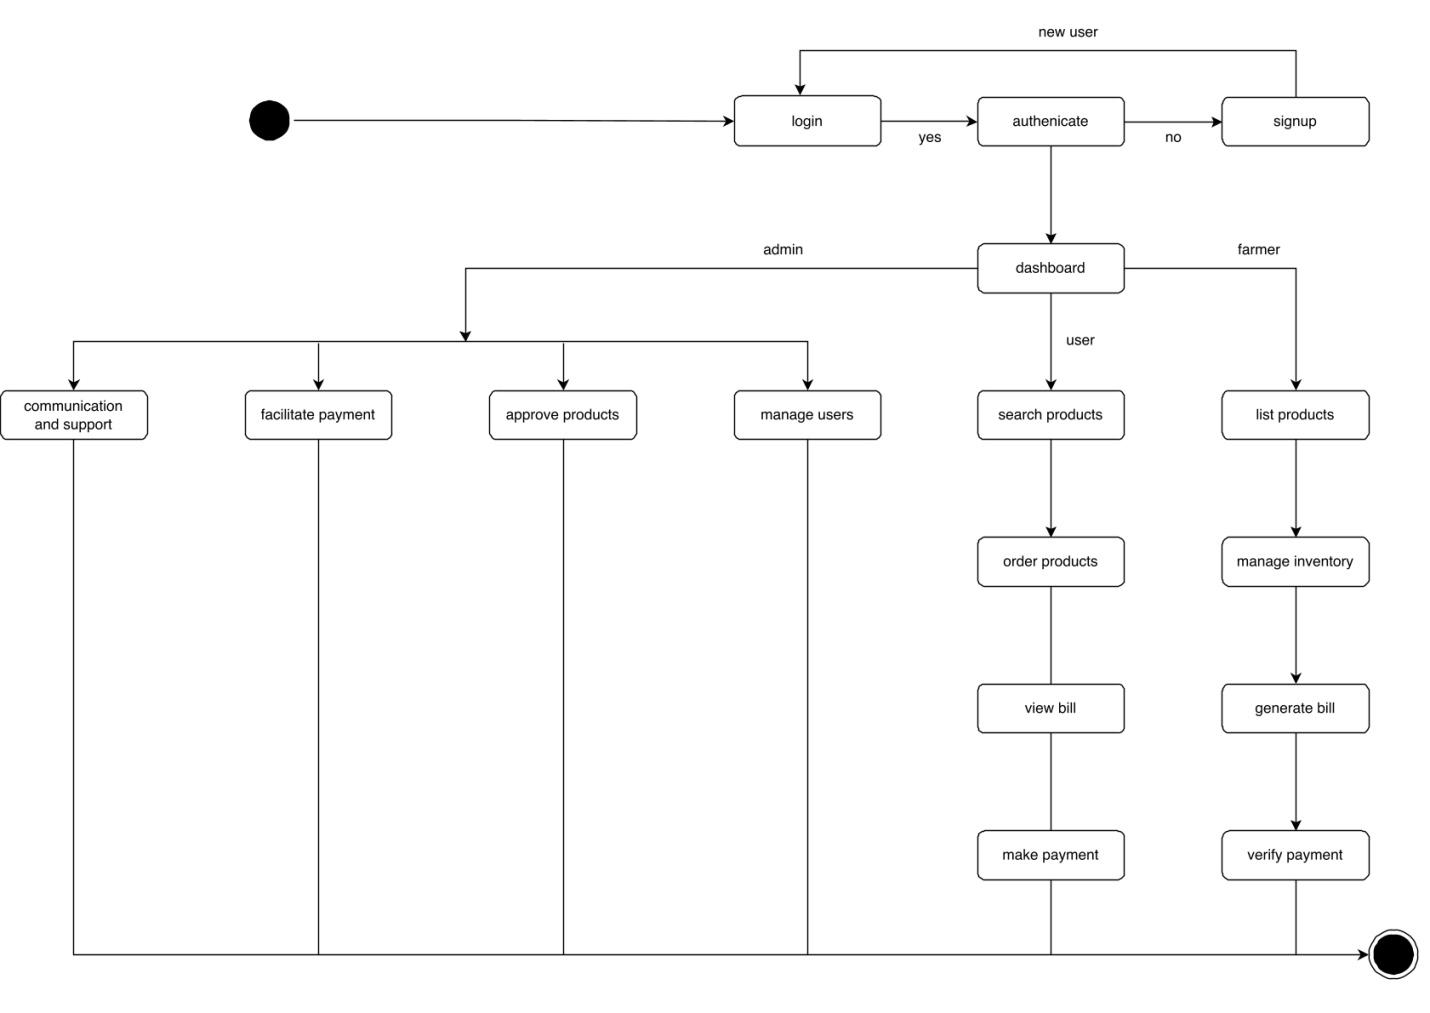 new user
login
yes
authenicate
no
signup
admin
dashboard
farmer
user
communication
and support
facilitate payment
approve products
manage users
search products
list products
order products
manage inventory
view bill
generate bill
make payment
verify payment